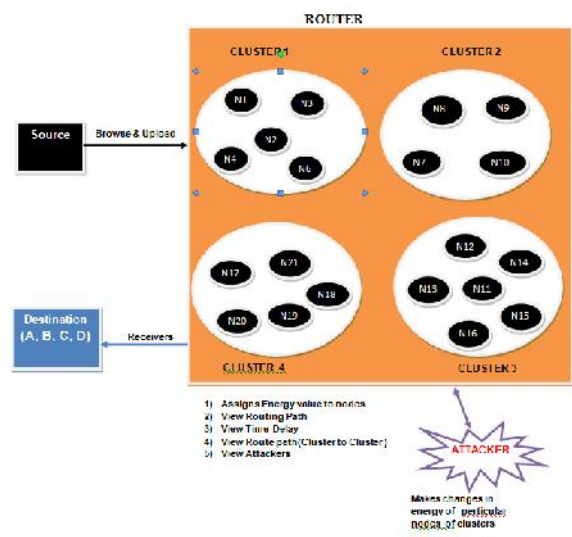 ROUTER
CLUSTER 1
CLUSTER 2
N1
N3
N2
N4
N6
N8
N9
N7
N10
Source
Browse & Upload
N17
N21
N18
N20
N19
N12
N14
N13
N11
N15
N16
Destination
(A, B, C, D)
Receivers
CLUSTER 4
CLUSTER 3
1) Assigns Energy value to nodes
2) View Routing Path
3) View Time Delay
4) View Route path(Cluster to Cluster)
5) View Attackers
ATTACKER
Makes changes in
energy of perticular
nodes of clusters